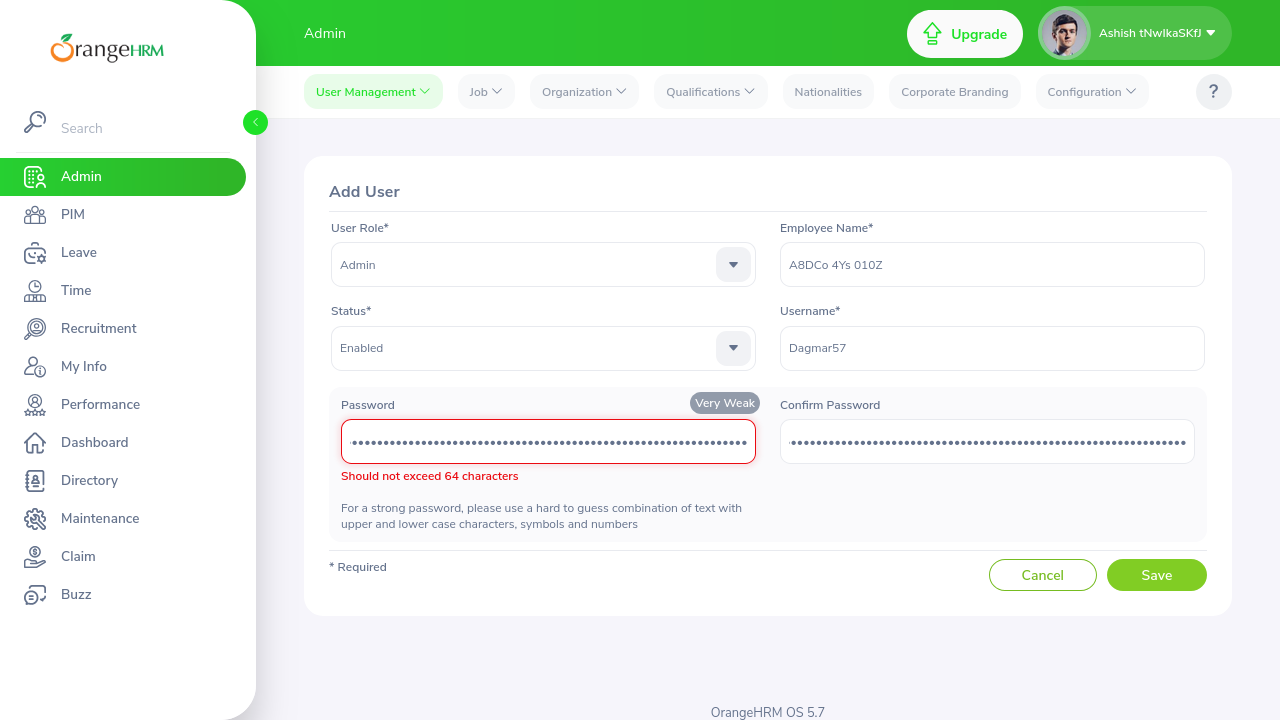 OrangeHRM
Admin
Upgrade
Ashish tNwIkaSKfJ
User Management
Job
Organization
Qualifications
Nationalities
Corporate Branding
Configuration
?
Search
Admin
PIM
Leave
Time
Recruitment
My Info
Performance
Dashboard
Directory
Maintenance
Claim
Buzz
Add User
User Role*
Employee Name*
Admin
A8DCo 4Ys 010Z
Status*
Username*
Enabled
Dagmar57
Password
Very Weak
Confirm Password
Should not exceed 64 characters
For a strong password, please use a hard to guess combination of text with
upper and lower case characters, symbols and numbers
* Required
Cancel
Save
OrangeHRM OS 5.7